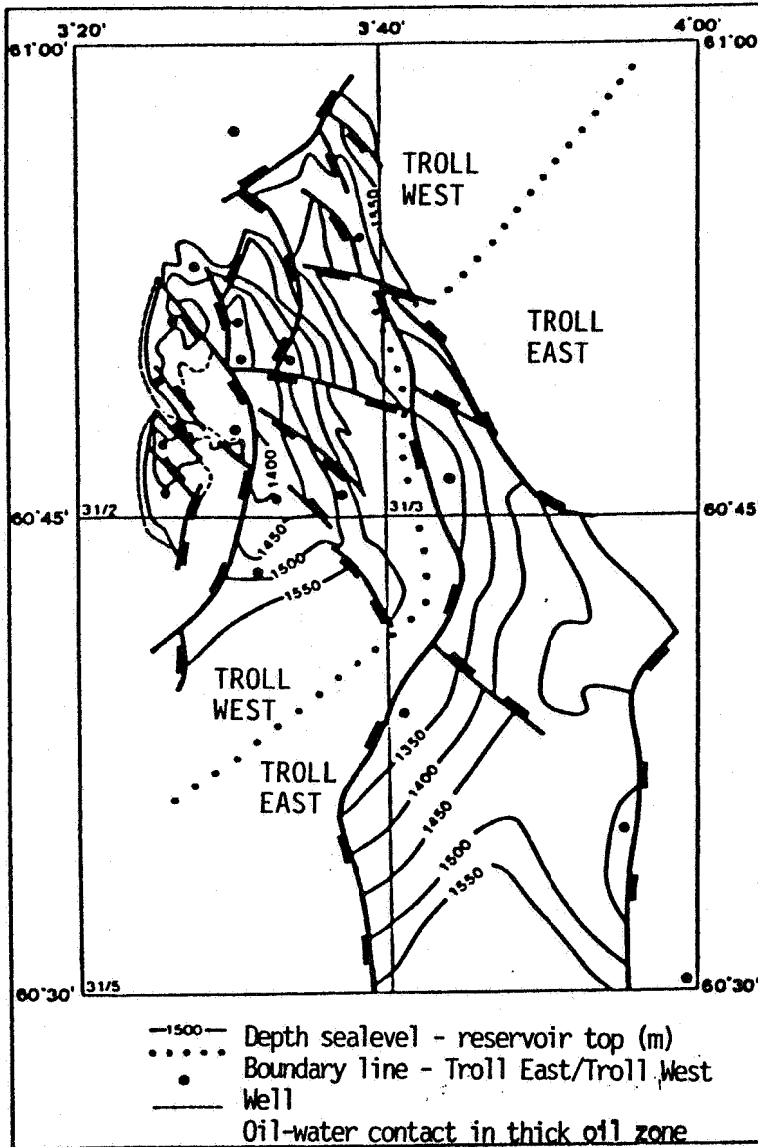 3°20' 3°40' 4°00'
61°00' 61°00'
TROLL
WEST
1550
TROLL
EAST
1400
60°45' 31/2 31/3 60°45'
1450
1500
1550
TROLL
WEST
TROLL
EAST
1350
1400
1450
1500
1550
60°30' 31/5 60°30'
1500 Depth sealevel - reservoir top (m)
Boundary line - Troll East/Troll West
Well
Oil-water contact in thick oil zone